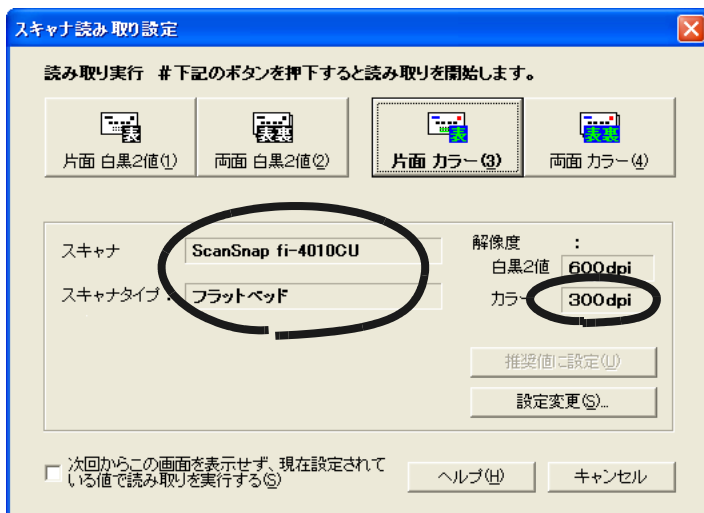 スキャナ読み取り設定
読み取り実行 #下記のボタンを押下すると読み取りを開始します。
表 表裏 表 表裏
片面 白黒2値(1) 両面 白黒2値(2) 片面 カラー(3) 両面 カラー(4)
スキャナ ScanSnap fi-4010CU
スキャナタイプ: フラットベッド
解像度 :
白黒2値 600dpi
カラー 300dpi
推奨値に設定(U)
設定変更(S)...
次回からこの画面を表示せず、現在設定されて
いる値で読み取りを実行する(S)
ヘルプ(H) キャンセル